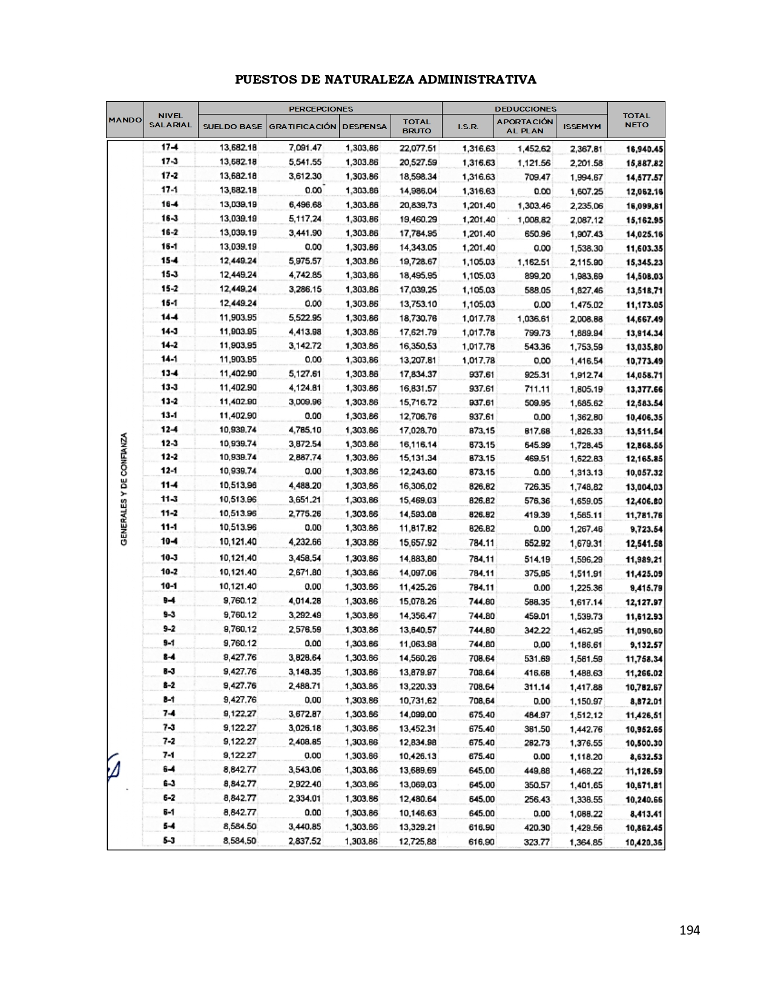 PUESTOS DE NATURALEZA ADMINISTRATIVA
MANDO NIVEL SALARIAL PERCEPCIONES DEDUCCIONES TOTAL NETO
SUELDO BASE GRATIFICACIÓN DESPENSA TOTAL BRUTO I.S.R. APORTACIÓN AL PLAN ISSEMYM
GENERALES Y DE CONFIANZA
17-4 13,682.18 7,091.47 1,303.86 22,077.51 1,316.63 1,452.62 2,367.81 16,940.45
17-3 13,682.18 5,541.55 1,303.86 20,527.59 1,316.63 1,121.56 2,201.58 15,887.82
17-2 13,682.18 3,612.30 1,303.86 18,598.34 1,316.63 709.47 1,994.67 14,577.57
17-1 13,682.18 0.00 1,303.86 14,986.04 1,316.63 0.00 1,607.25 12,062.16
16-4 13,039.19 6,496.68 1,303.86 20,839.73 1,201.40 1,303.46 2,235.06 16,099.81
16-3 13,039.19 5,117.24 1,303.86 19,460.29 1,201.40 1,008.82 2,087.12 15,162.95
16-2 13,039.19 3,441.90 1,303.86 17,784.95 1,201.40 650.96 1,907.43 14,025.16
16-1 13,039.19 0.00 1,303.86 14,343.05 1,201.40 0.00 1,538.30 11,603.35
15-4 12,449.24 5,975.57 1,303.86 19,728.67 1,105.03 1,162.51 2,115.90 15,345.23
15-3 12,449.24 4,742.85 1,303.86 18,495.95 1,105.03 899.20 1,983.69 14,508.03
15-2 12,449.24 3,286.15 1,303.86 17,039.25 1,105.03 588.05 1,827.46 13,518.71
15-1 12,449.24 0.00 1,303.86 13,753.10 1,105.03 0.00 1,475.02 11,173.05
14-4 11,903.95 5,522.95 1,303.86 18,730.76 1,017.78 1,036.61 2,008.88 14,667.49
14-3 11,903.95 4,413.98 1,303.86 17,621.79 1,017.78 799.73 1,889.94 13,914.34
14-2 11,903.95 3,142.72 1,303.86 16,350.53 1,017.78 543.36 1,753.59 13,035.80
14-1 11,903.95 0.00 1,303.86 13,207.81 1,017.78 0.00 1,416.54 10,773.49
13-4 11,402.90 5,127.61 1,303.86 17,834.37 937.61 925.31 1,912.74 14,058.71
13-3 11,402.90 4,124.81 1,303.86 16,831.57 937.61 711.11 1,805.19 13,377.66
13-2 11,402.90 3,009.96 1,303.86 15,716.72 937.61 509.95 1,685.62 12,583.54
13-1 11,402.90 0.00 1,303.86 12,706.76 937.61 0.00 1,362.80 10,406.35
12-4 10,939.74 4,785.10 1,303.86 17,028.70 873.15 817.68 1,826.33 13,511.54
12-3 10,939.74 3,872.54 1,303.86 16,116.14 873.15 645.99 1,728.45 12,868.55
12-2 10,939.74 2,887.74 1,303.86 15,131.34 873.15 469.51 1,622.83 12,165.85
12-1 10,939.74 0.00 1,303.86 12,243.60 873.15 0.00 1,313.13 10,057.32
11-4 10,513.96 4,488.20 1,303.86 16,306.02 826.82 726.35 1,748.82 13,004.03
11-3 10,513.96 3,651.21 1,303.86 15,469.03 826.82 576.36 1,659.05 12,406.80
11-2 10,513.96 2,775.26 1,303.86 14,593.08 826.82 419.39 1,565.11 11,781.76
11-1 10,513.96 0.00 1,303.86 11,817.82 826.82 0.00 1,267.46 9,723.54
10-4 10,121.40 4,232.66 1,303.86 15,657.92 784.11 652.92 1,679.31 12,541.58
10-3 10,121.40 3,458.54 1,303.86 14,883.80 784.11 514.19 1,596.29 11,989.21
10-2 10,121.40 2,671.80 1,303.86 14,097.06 784.11 375.95 1,511.91 11,425.09
10-1 10,121.40 0.00 1,303.86 11,425.26 784.11 0.00 1,225.36 9,415.79
9-4 9,760.12 4,014.28 1,303.86 15,078.26 744.80 588.35 1,617.14 12,127.97
9-3 9,760.12 3,292.49 1,303.86 14,356.47 744.80 459.01 1,539.73 11,612.93
9-2 9,760.12 2,576.59 1,303.86 13,640.57 744.80 342.22 1,462.95 11,090.60
9-1 9,760.12 0.00 1,303.86 11,063.98 744.80 0.00 1,186.61 9,132.57
8-4 9,427.76 3,828.64 1,303.86 14,560.26 708.64 531.69 1,561.59 11,758.34
8-3 9,427.76 3,148.35 1,303.86 13,879.97 708.64 416.68 1,488.63 11,266.02
8-2 9,427.76 2,488.71 1,303.86 13,220.33 708.64 311.14 1,417.88 10,782.67
8-1 9,427.76 0.00 1,303.86 10,731.62 708.64 0.00 1,150.97 8,872.01
7-4 9,122.27 3,672.87 1,303.86 14,099.00 675.40 484.97 1,512.12 11,426.51
7-3 9,122.27 3,026.18 1,303.86 13,452.31 675.40 381.50 1,442.76 10,952.65
7-2 9,122.27 2,408.85 1,303.86 12,834.98 675.40 282.73 1,376.55 10,500.30
7-1 9,122.27 0.00 1,303.86 10,426.13 675.40 0.00 1,118.20 8,632.53
6-4 8,842.77 3,543.06 1,303.86 13,689.69 645.00 449.88 1,468.22 11,126.59
6-3 8,842.77 2,922.40 1,303.86 13,069.03 645.00 350.57 1,401.65 10,671.81
6-2 8,842.77 2,334.01 1,303.86 12,480.64 645.00 256.43 1,338.55 10,240.66
6-1 8,842.77 0.00 1,303.86 10,146.63 645.00 0.00 1,088.22 8,413.41
5-4 8,584.50 3,440.85 1,303.86 13,329.21 616.90 420.30 1,429.56 10,862.45
5-3 8,584.50 2,837.52 1,303.86 12,725.88 616.90 323.77 1,364.85 10,420.36
194